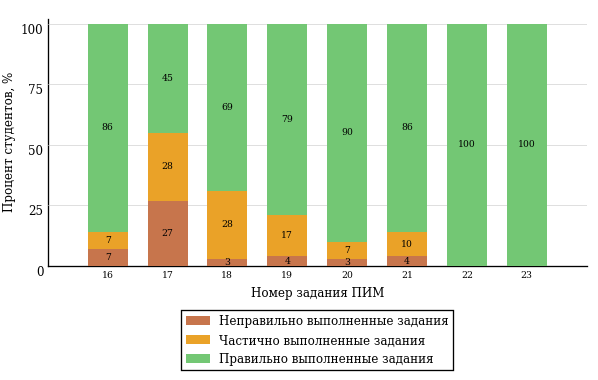 Процент студентов, %
100
75
50
25
0
86 45 69 79 90 86 100 100
7 28 28 17 7 10
7 27 3 4 3 4
16 17 18 19 20 21 22 23
Номер задания ПИМ
Неправильно выполненные задания
Частично выполненные задания
Правильно выполненные задания